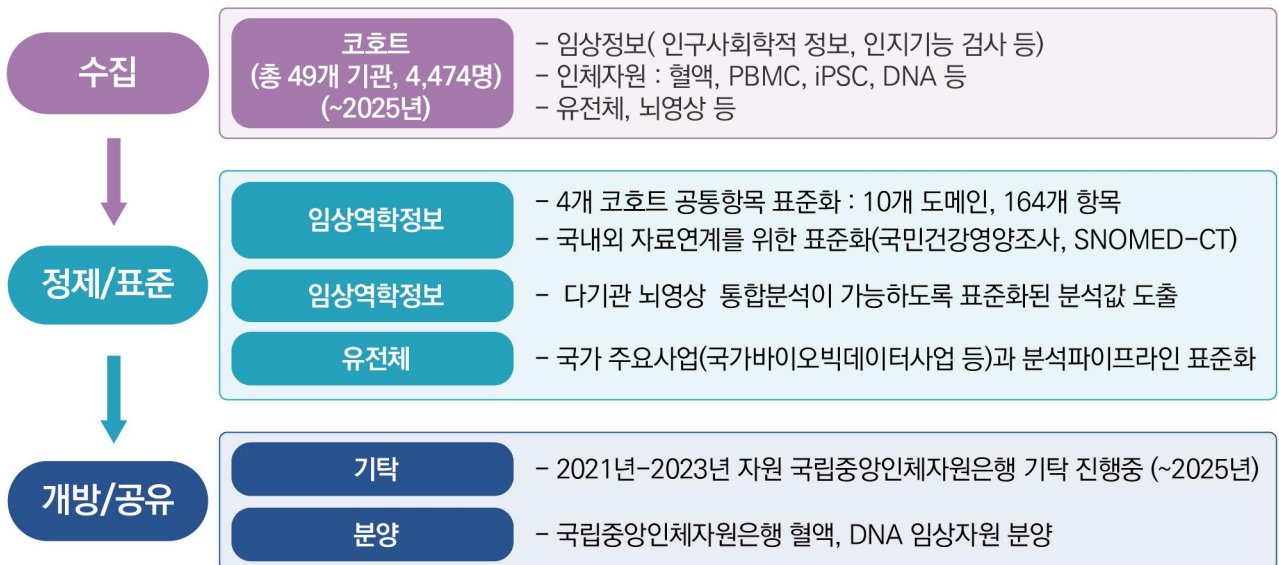 수집
코호트
(총 49개 기관, 4,474명)
(~2025년)
- 임상정보( 인구사회학적 정보, 인지기능 검사 등)
- 인체자원 : 혈액, PBMC, iPSC, DNA 등
- 유전체, 뇌영상 등
정제/표준
임상역학정보
- 4개 코호트 공통항목 표준화 : 10개 도메인, 164개 항목
- 국내외 자료연계를 위한 표준화(국민건강영양조사, SNOMED-CT)
임상역학정보
- 다기관 뇌영상 통합분석이 가능하도록 표준화된 분석값 도출
유전체
- 국가 주요사업(국가바이오빅데이터사업 등)과 분석파이프라인 표준화
개방/공유
기탁
- 2021년-2023년 자원 국립중앙인체자원은행 기탁 진행중 (~2025년)
분양
- 국립중앙인체자원은행 혈액, DNA 임상자원 분양